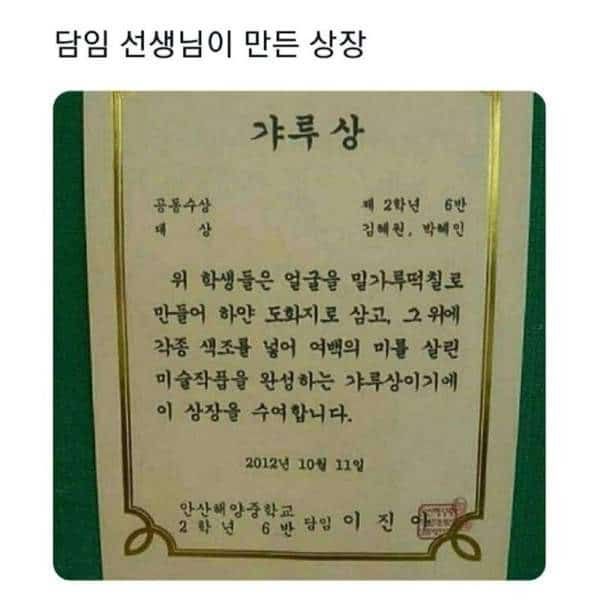 담임 선생님이 만든 상장
갸루 상
공동수상 제 2학년 6반
대 상 김혜원, 박혜인
위 학생들은 얼굴을 밀가루떡칠로
만들어 하얀 도화지로 삼고, 그 위에
각종 색조를 넣어 여백의 미를 살린
미술작품을 완성하는 갸루상이기에
이 상장을 수여합니다.
2012년 10월 11일
안산해양중학교
2 학 년 6 반 담임 이 진 아